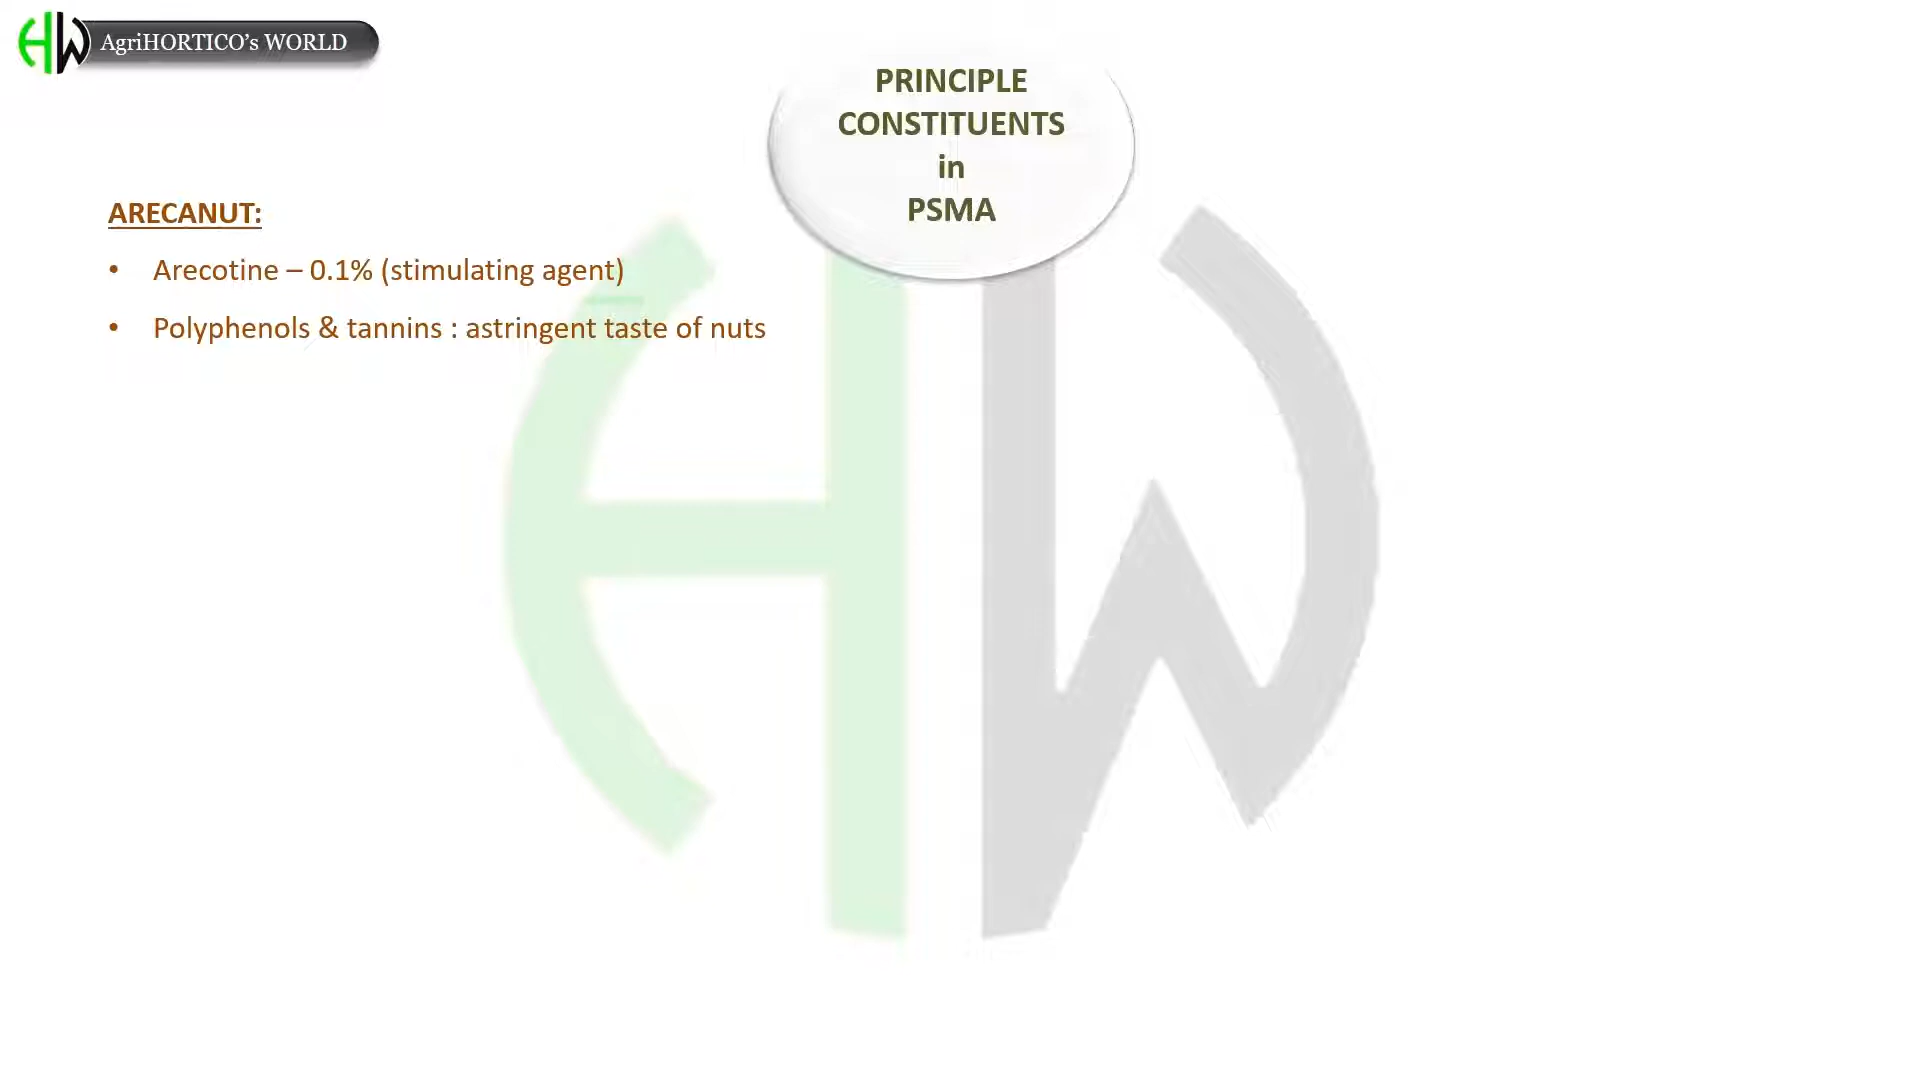 AgriHORTICO's WORLD
PRINCIPLE
CONSTITUENTS
in
PSMA
ARECANUT:
• Arecotine – 0.1% (stimulating agent)
• Polyphenols & tannins : astringent taste of nuts